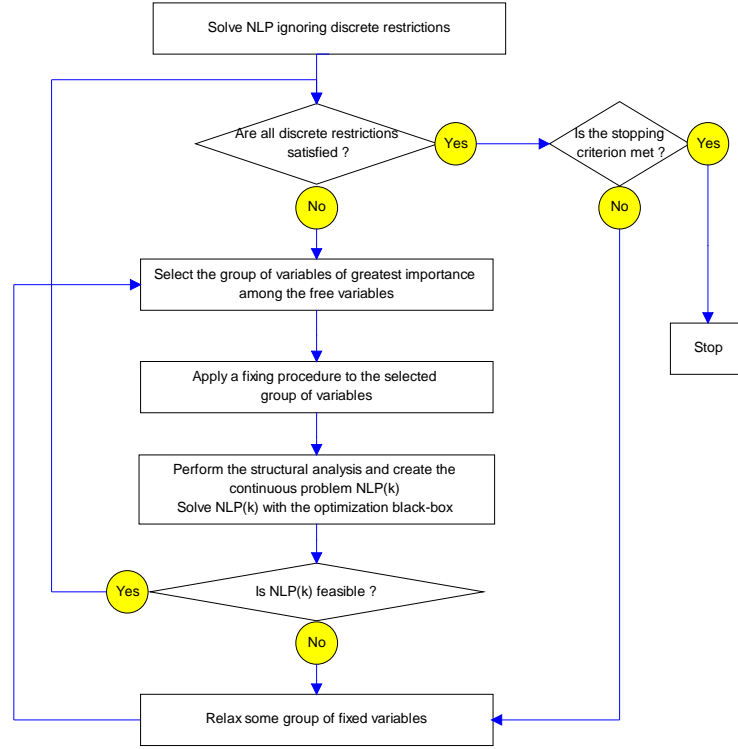 Solve NLP ignoring discrete restrictions
Are all discrete restrictions
satisfied ?
Yes
Is the stopping
criterion met ?
Yes
No
No
Select the group of variables of greatest importance
among the free variables
Stop
Apply a fixing procedure to the selected
group of variables
Perform the structural analysis and create the
continuous problem NLP(k)
Solve NLP(k) with the optimization black-box
Yes
Is NLP(k) feasible ?
No
Relax some group of fixed variables